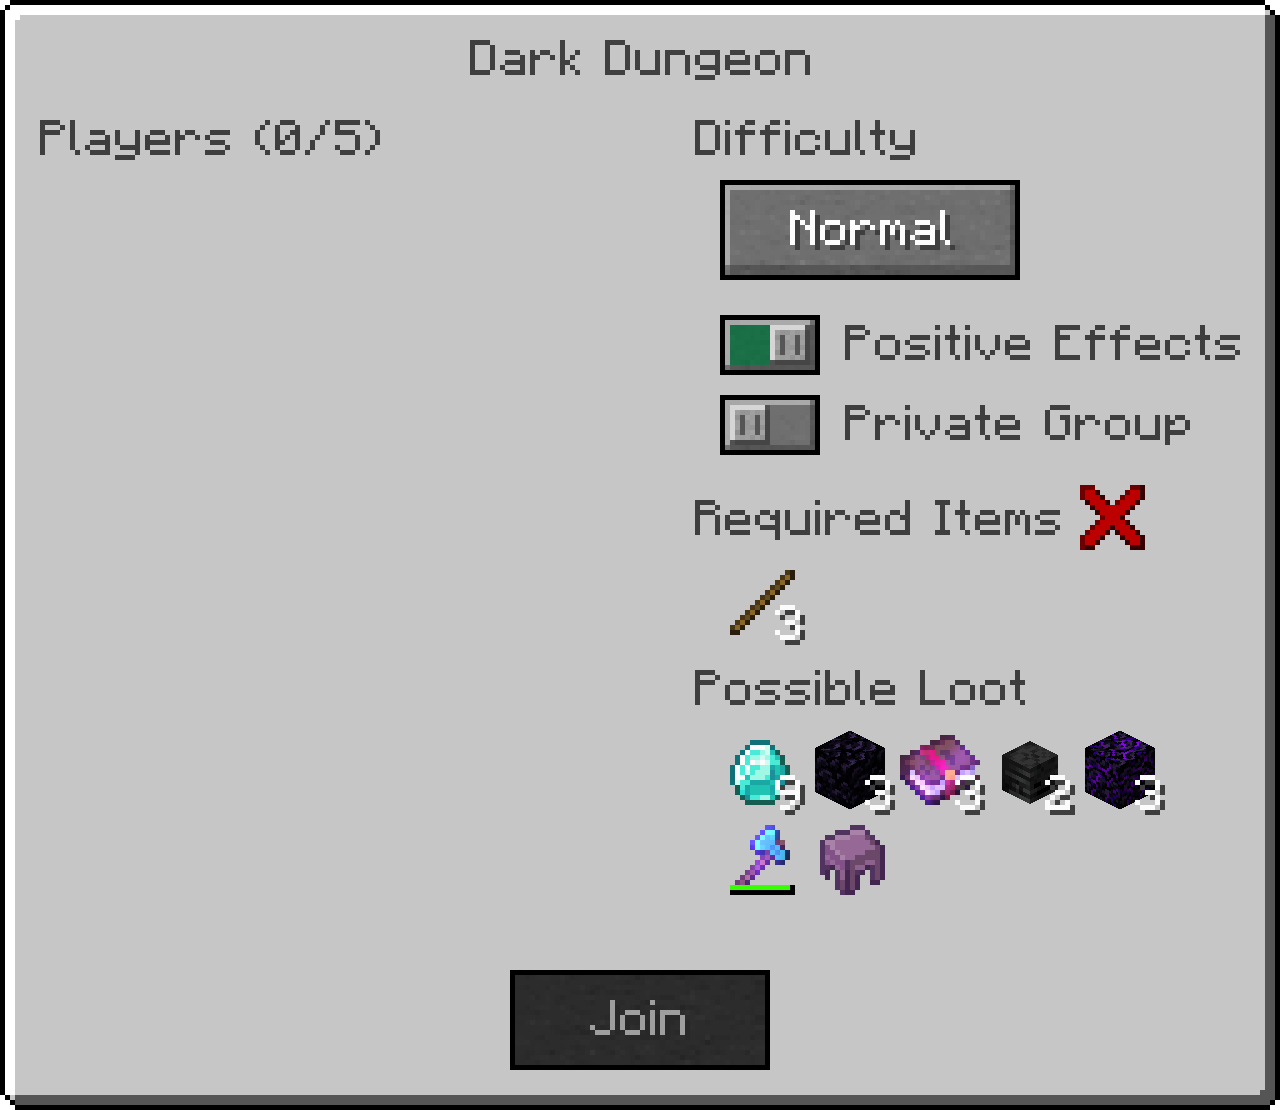 Dark Dungeon
Players (0/5)
Difficulty
Normal
Positive Effects
Private Group
Required Items
3
Possible Loot
9 3 3 2 3
Join